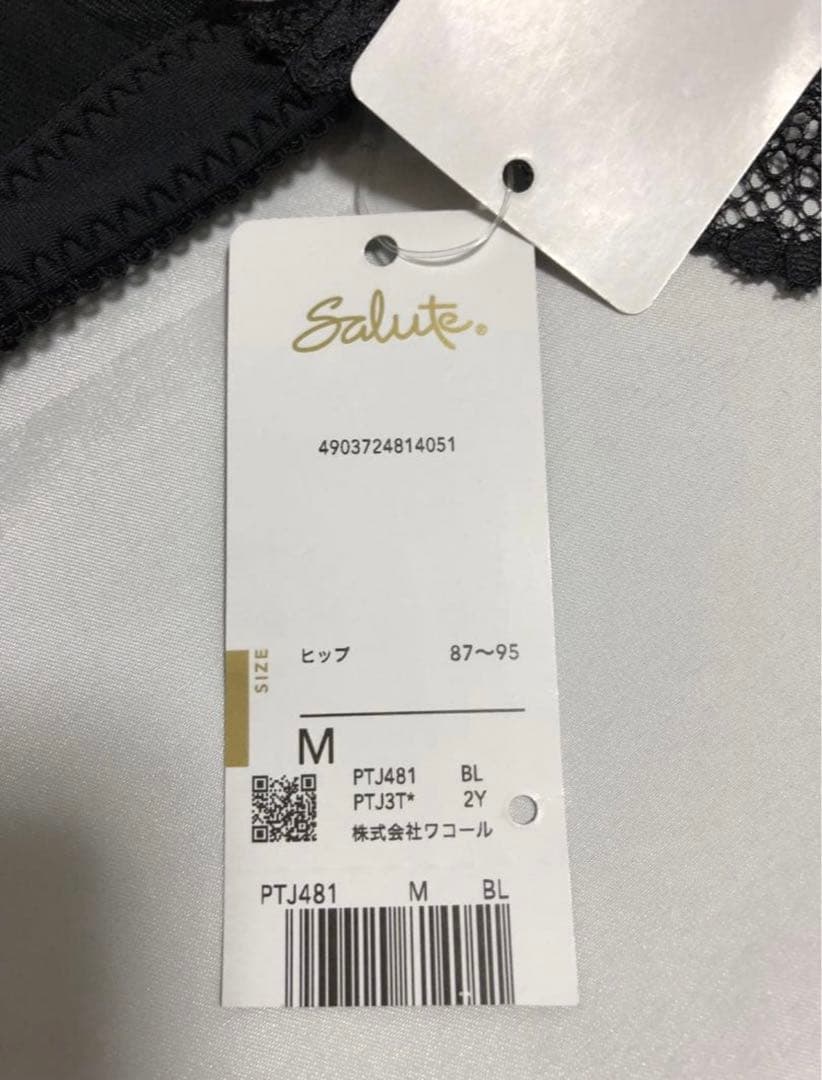 Salute®
4903724814051
SIZE
ヒップ 87〜95
M
PTJ481 BL
PTJ3T* 2Y
株式会社ワコール
PTJ481 M BL